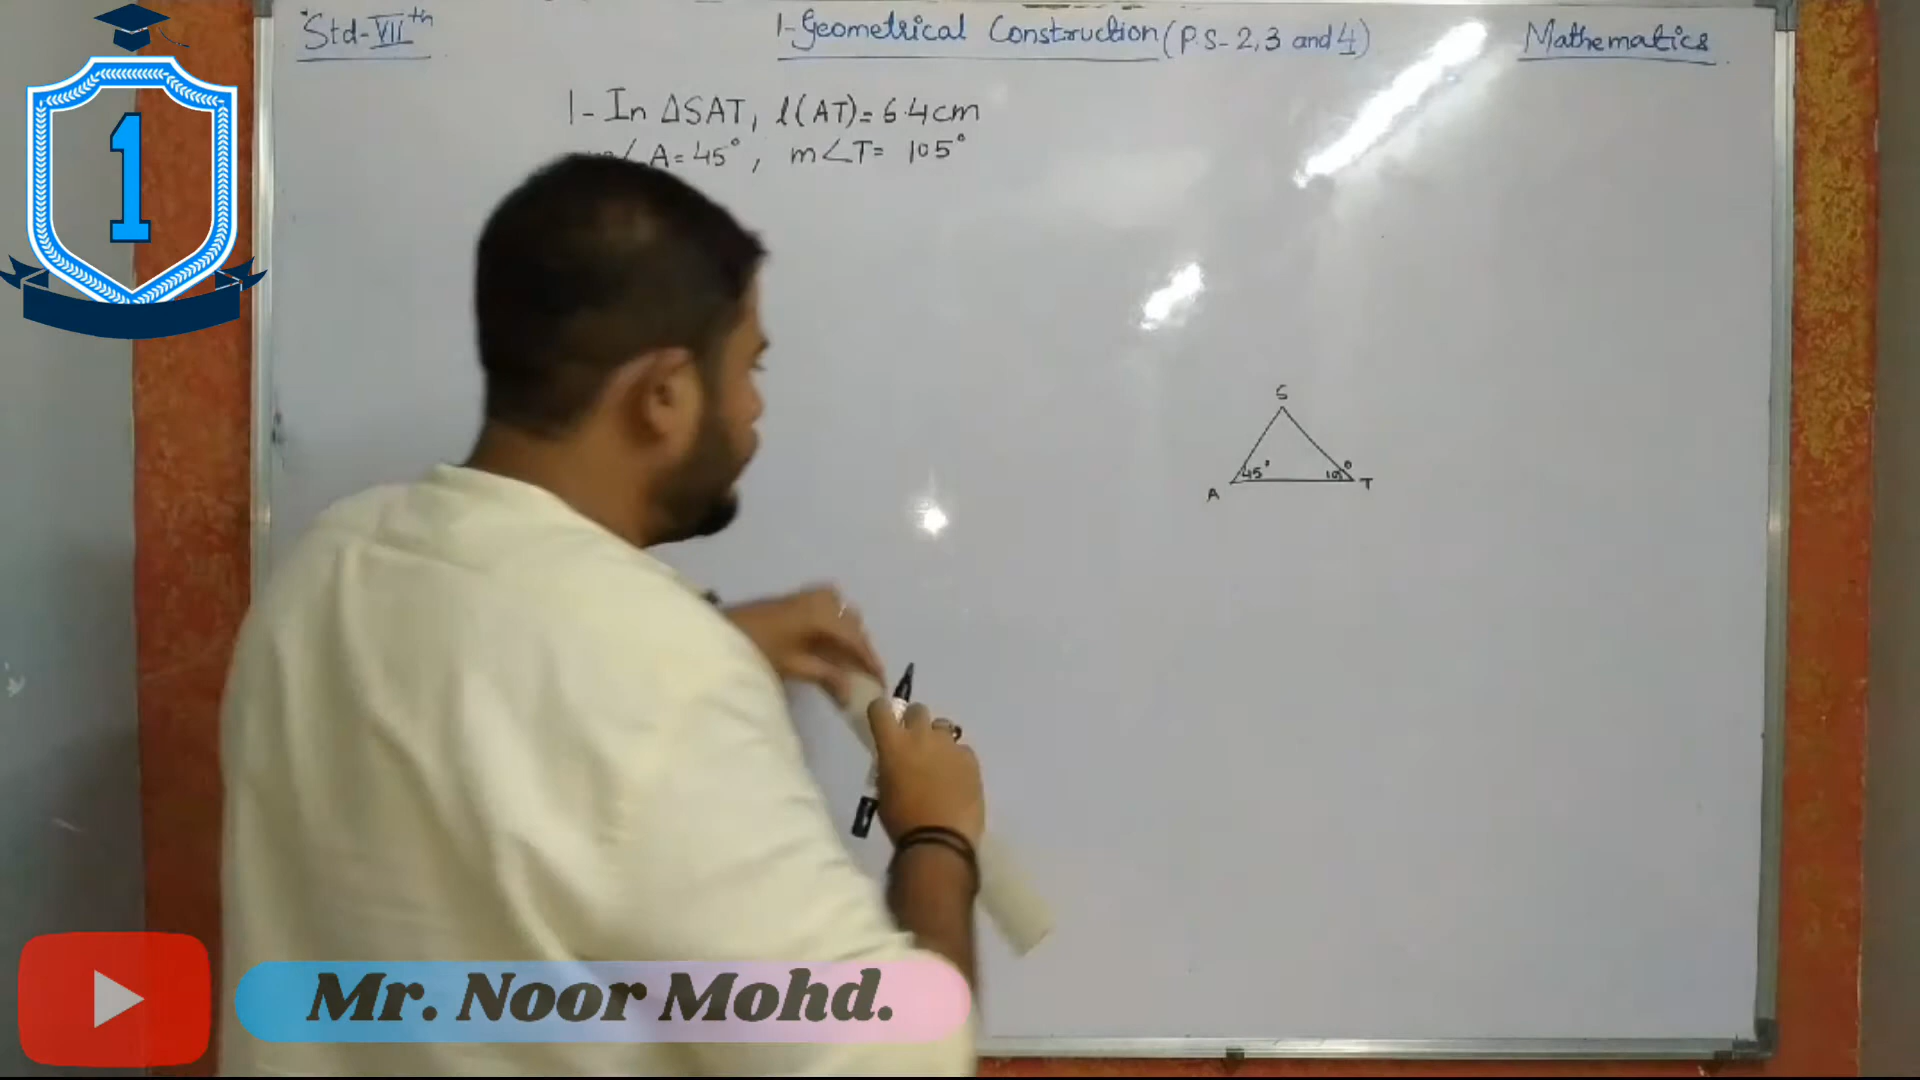 Std-VIIth
1-Geometrical Construction (P.S-2,3 and 4)
Mathematics
1
1- In ΔSAT, l(AT)= 6.4cm
m∠A=45°, m∠T= 105°
S
45°
105°
A
T
Mr. Noor Mohd.